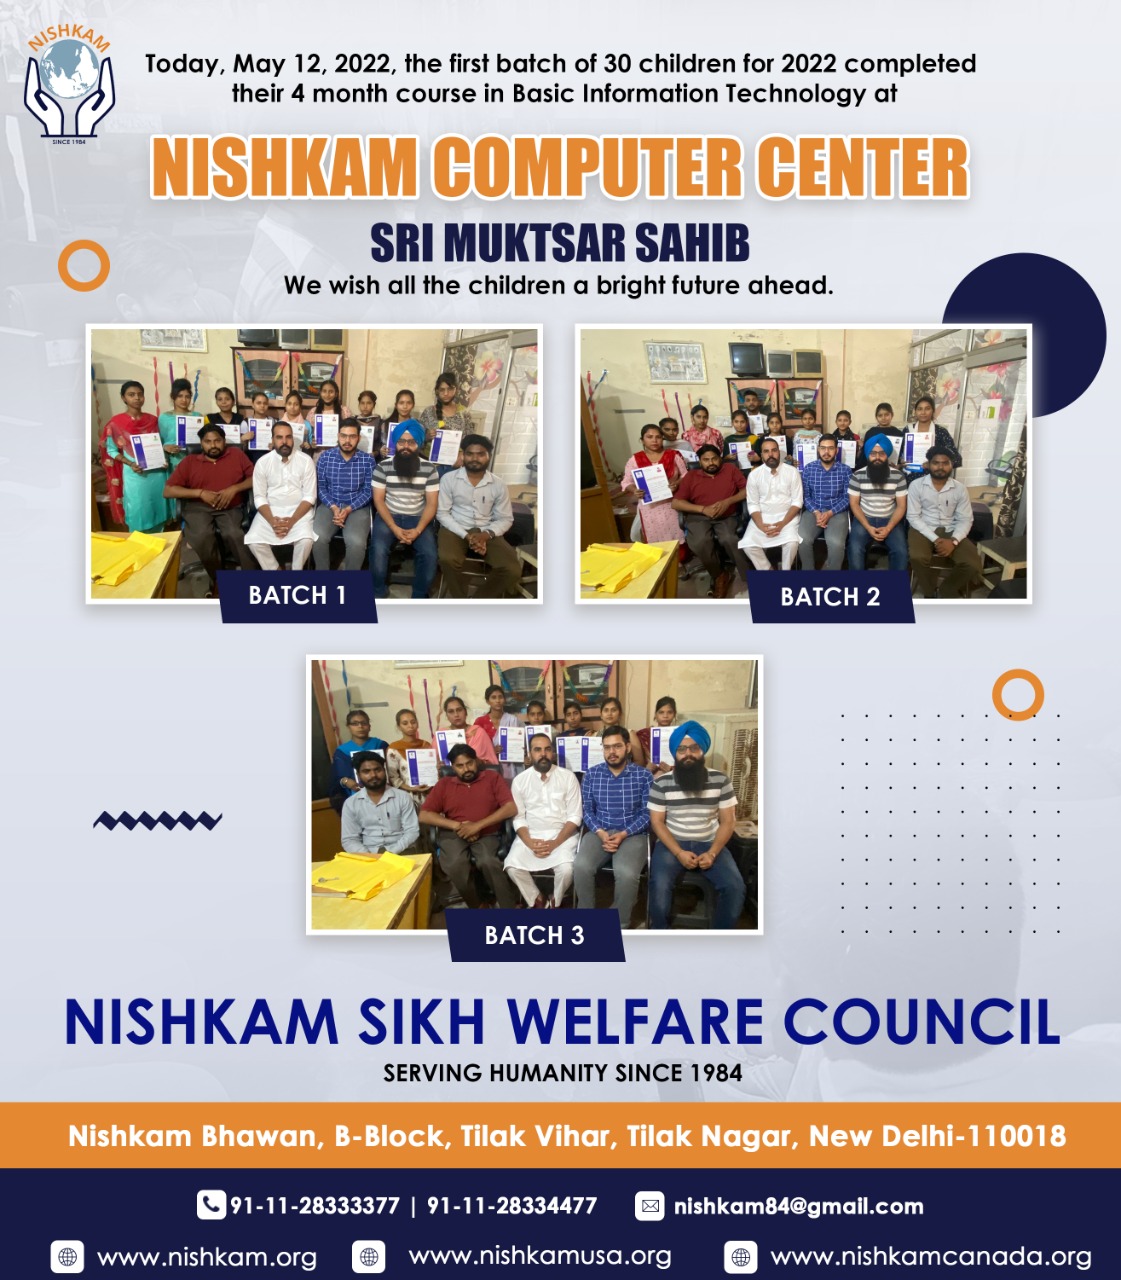 NISHKAM
SINCE 1984
Today, May 12, 2022, the first batch of 30 children for 2022 completed
their 4 month course in Basic Information Technology at
NISHKAM COMPUTER CENTER
SRI MUKTSAR SAHIB
We wish all the children a bright future ahead.
BATCH 1
BATCH 2
BATCH 3
NISHKAM SIKH WELFARE COUNCIL
SERVING HUMANITY SINCE 1984
Nishkam Bhawan, B-Block, Tilak Vihar, Tilak Nagar, New Delhi-110018
91-11-28333377 | 91-11-28334477 nishkam84@gmail.com
www.nishkam.org www.nishkamusa.org www.nishkamcanada.org